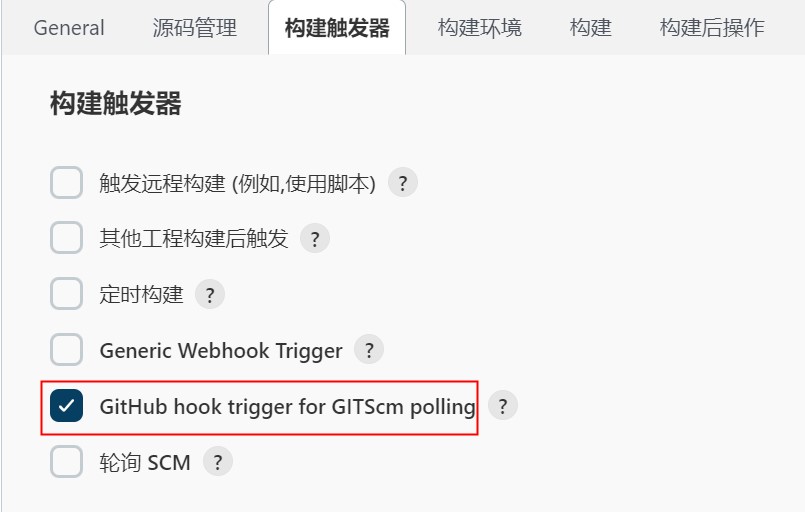 General 源码管理 构建触发器 构建环境 构建 构建后操作
构建触发器
触发远程构建 (例如,使用脚本) ?
其他工程构建后触发 ?
定时构建 ?
Generic Webhook Trigger ?
GitHub hook trigger for GITScm polling ?
轮询 SCM ?